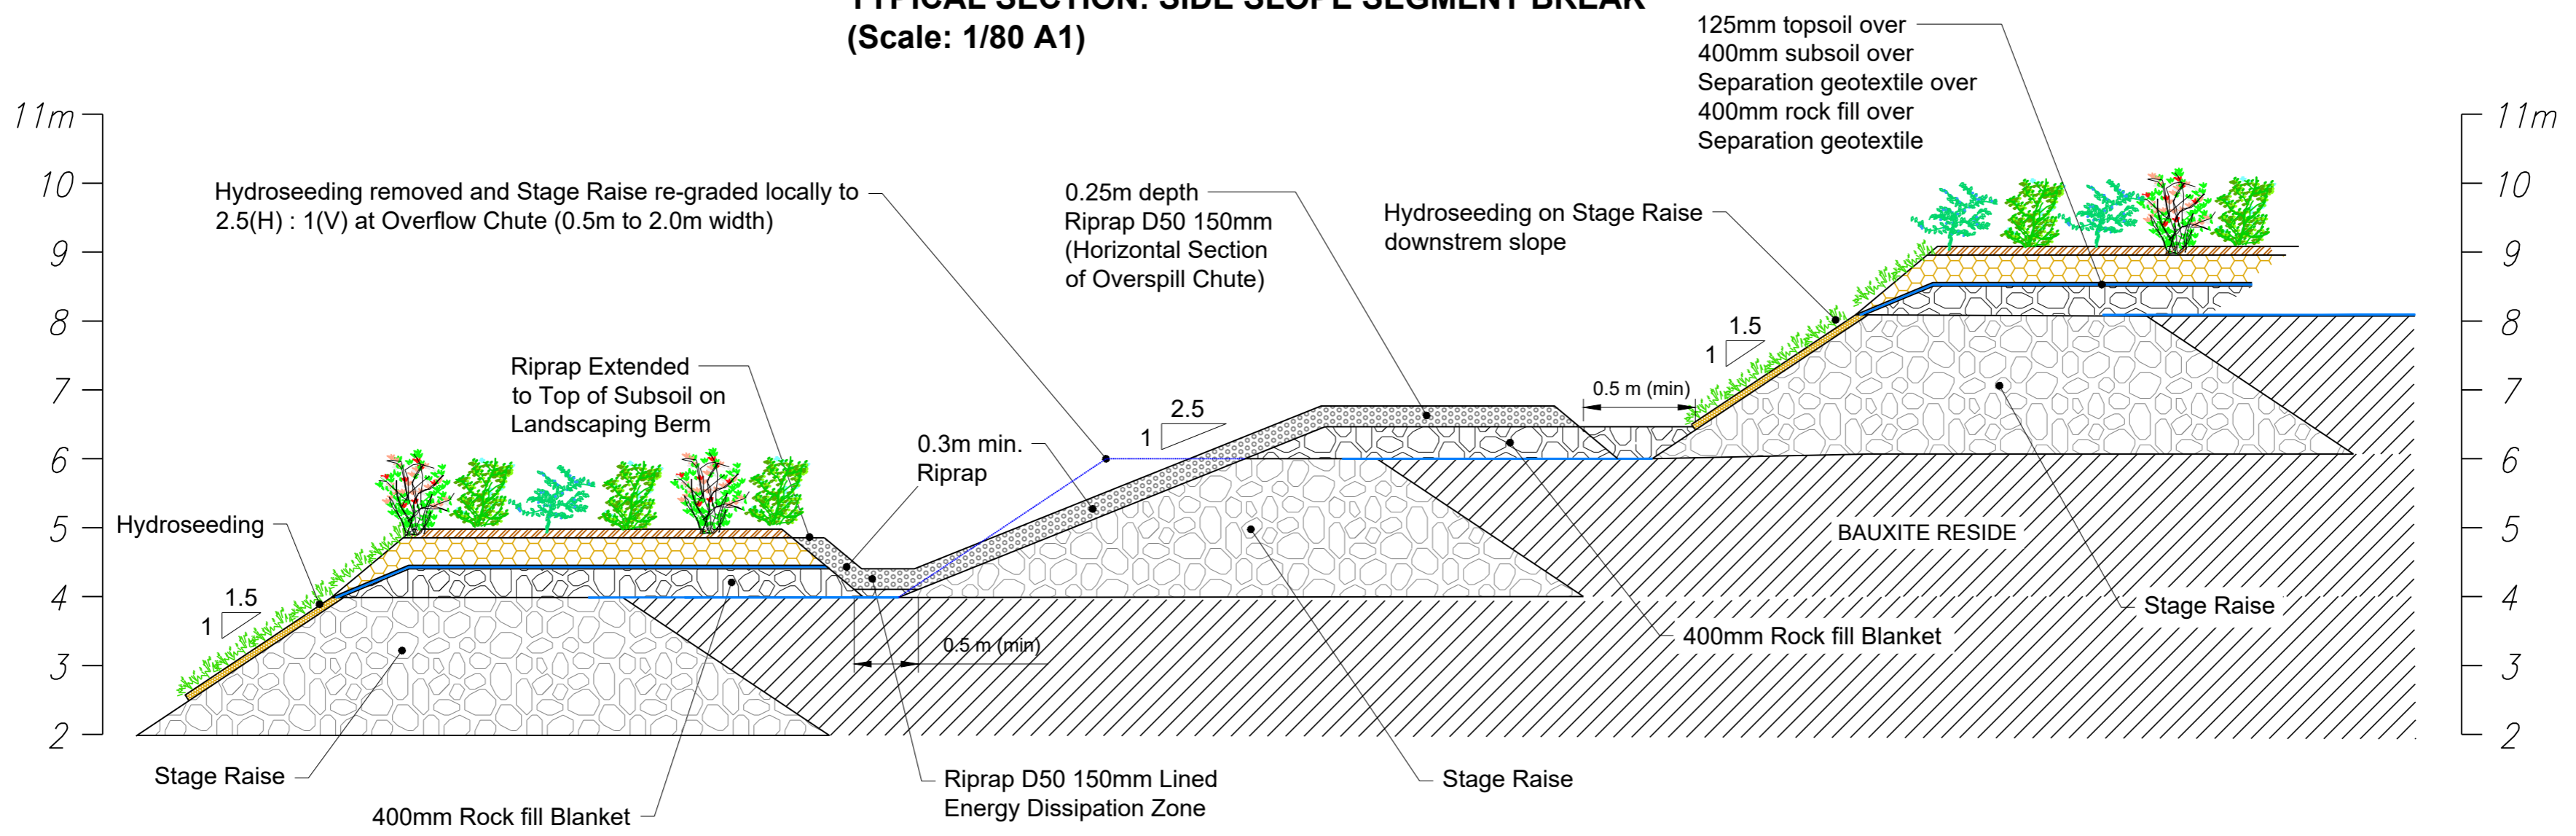 TYPICAL SECTION: SIDE SLOPE SEGMENT BREAK
(Scale: 1/80 A1)
125mm topsoil over
400mm subsoil over
Separation geotextile over
400mm rock fill over
Separation geotextile
11m
10
9
8
7
6
5
4
3
2
11m
10
9
8
7
6
5
4
3
2
Hydroseeding removed and Stage Raise re-graded locally to
2.5(H) : 1(V) at Overflow Chute (0.5m to 2.0m width)
0.25m depth
Riprap D50 150mm
(Horizontal Section
of Overspill Chute)
Hydroseeding on Stage Raise
downstrem slope
1.5
1
Riprap Extended
to Top of Subsoil on
Landscaping Berm
0.5 m (min)
2.5
1
0.3m min.
Riprap
Hydroseeding
BAUXITE RESIDE
1.5
1
Stage Raise
400mm Rock fill Blanket
0.5 m (min)
Stage Raise
400mm Rock fill Blanket
Riprap D50 150mm Lined
Energy Dissipation Zone
Stage Raise